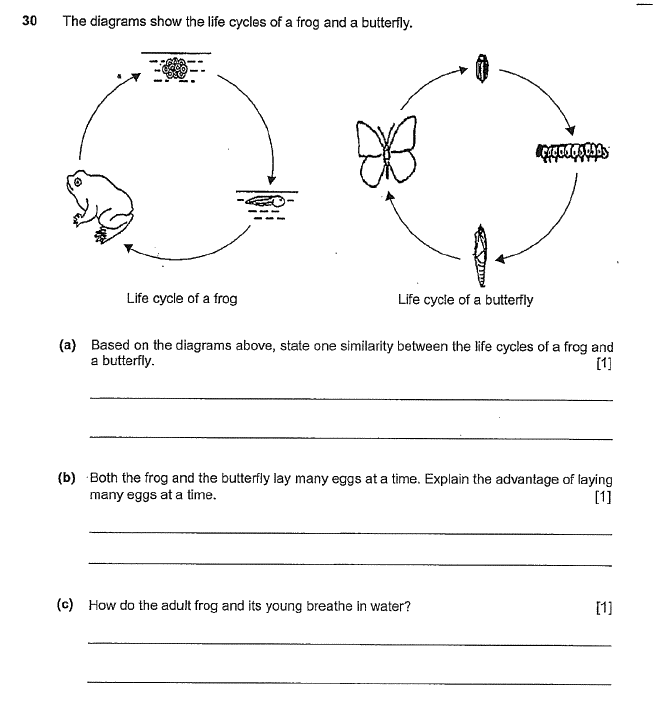 30 The diagrams show the life cycles of a frog and a butterfly.
Life cycle of a frog
Life cycle of a butterfly
(a) Based on the diagrams above, state one similarity between the life cycles of a frog and
a butterfly. [1]
(b) Both the frog and the butterfly lay many eggs at a time. Explain the advantage of laying
many eggs at a time. [1]
(c) How do the adult frog and its young breathe in water? [1]